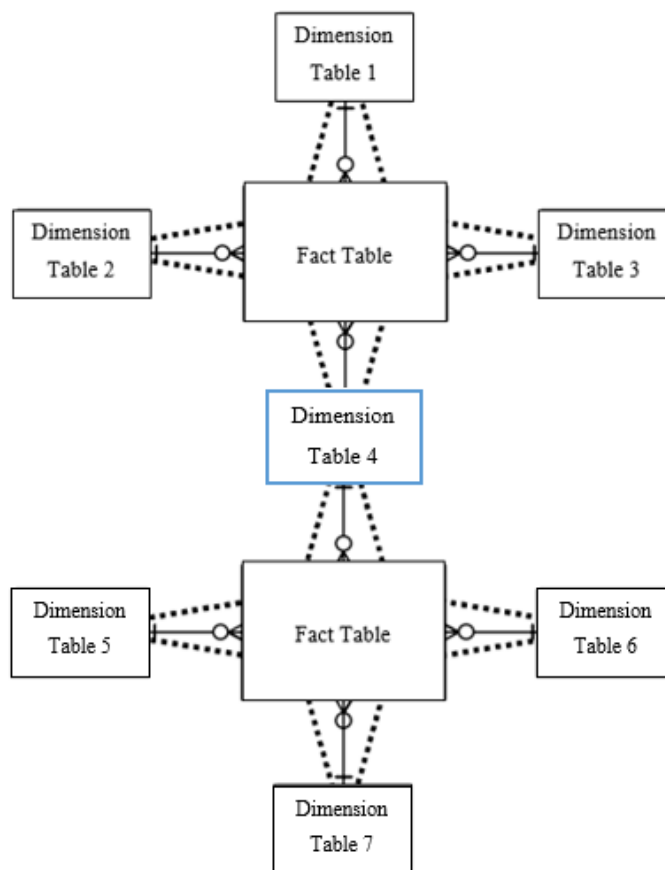 Dimension
Table 1
Dimension
Table 2
Fact Table
Dimension
Table 3
Dimension
Table 4
Dimension
Table 5
Fact Table
Dimension
Table 6
Dimension
Table 7